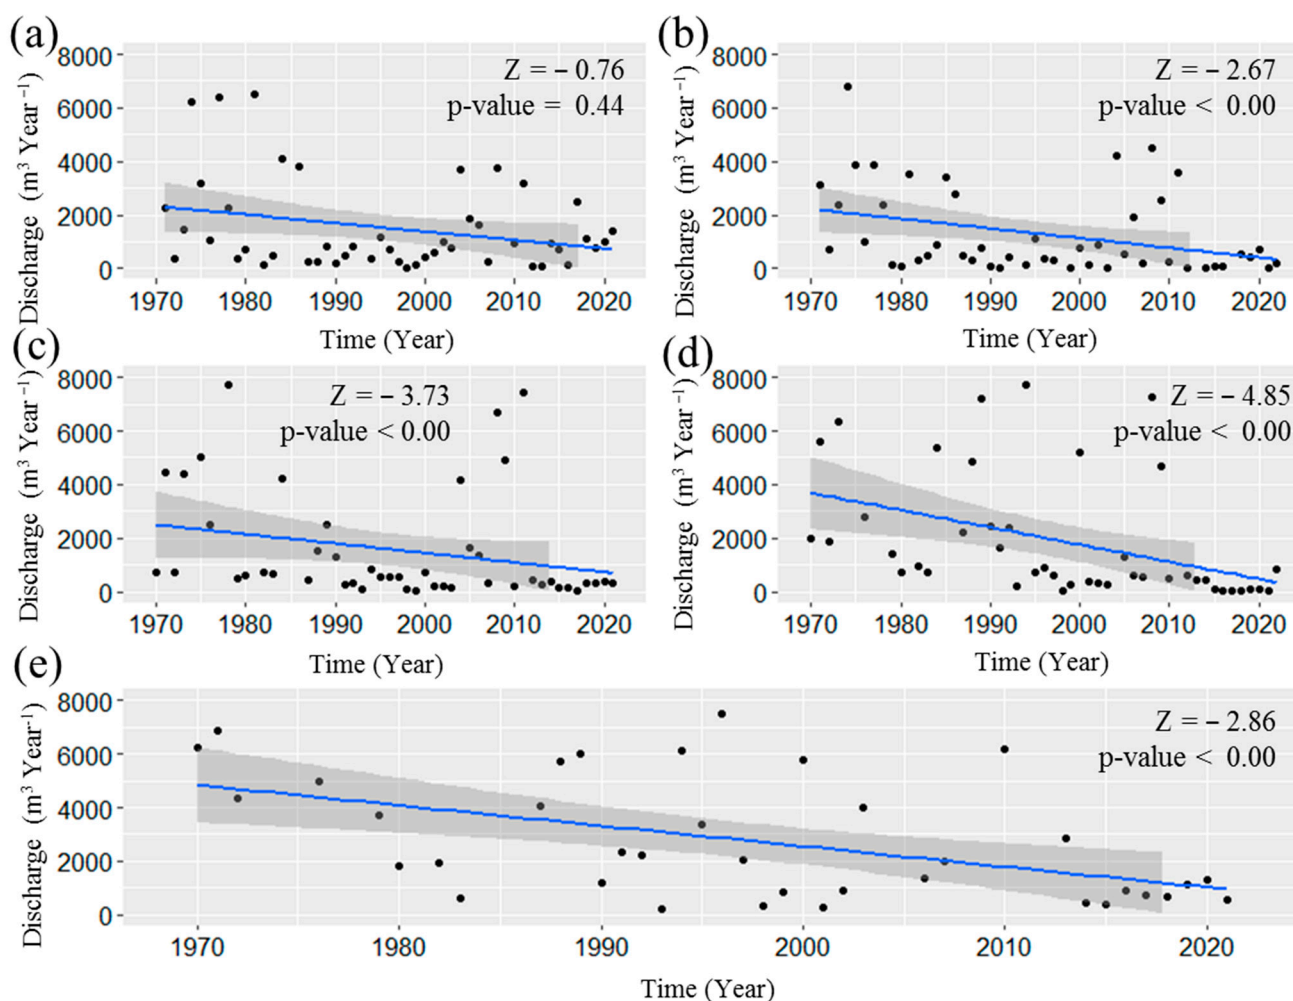 (a)
8000
6000
4000
2000
0
Discharge (m³ Year⁻¹)
Z = – 0.76
p-value = 0.44
1970 1980 1990 2000 2010 2020
Time (Year)
(b)
8000
6000
4000
2000
0
Discharge (m³ Year⁻¹)
Z = – 2.67
p-value < 0.00
1970 1980 1990 2000 2010 2020
Time (Year)
(c)
8000
6000
4000
2000
0
Discharge (m³ Year⁻¹)
Z = – 3.73
p-value < 0.00
1970 1980 1990 2000 2010 2020
Time (Year)
(d)
8000
6000
4000
2000
0
Discharge (m³ Year⁻¹)
Z = – 4.85
p-value < 0.00
1970 1980 1990 2000 2010 2020
Time (Year)
(e)
8000
6000
4000
2000
0
Discharge (m³ Year⁻¹)
Z = – 2.86
p-value < 0.00
1970 1980 1990 2000 2010 2020
Time (Year)